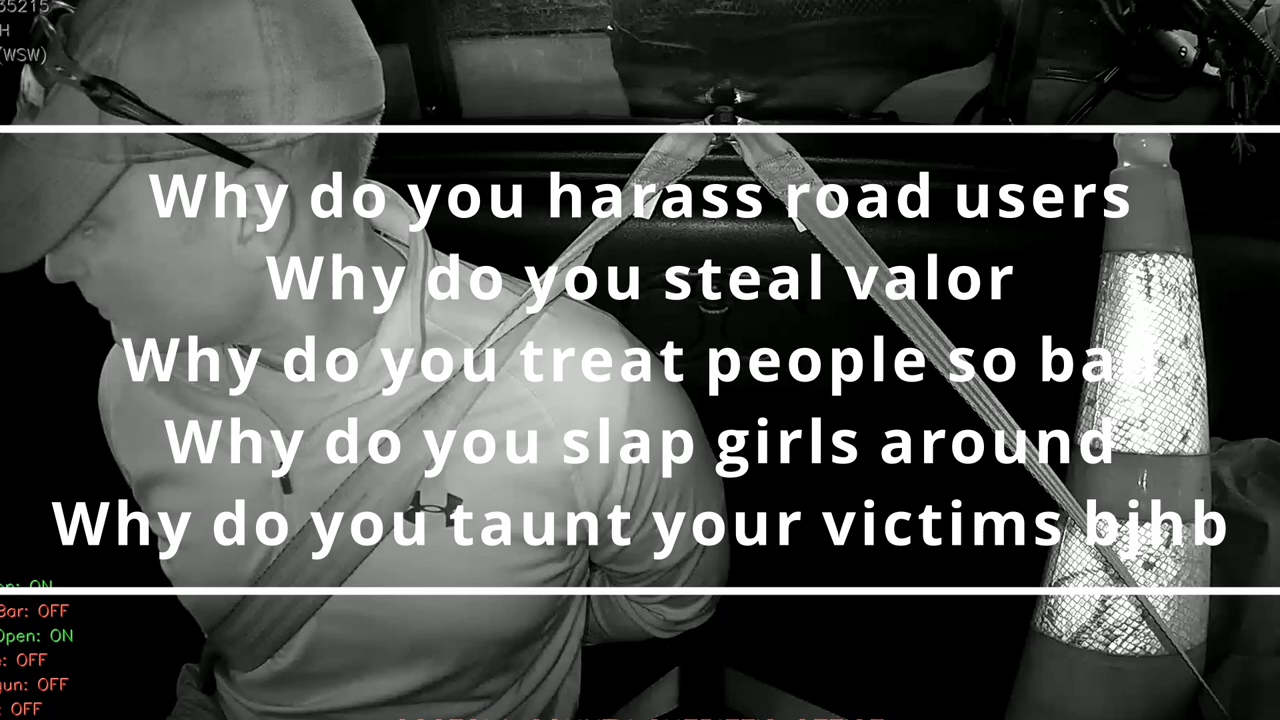 35215
H
(WSW)
Why do you harass road users
Why do you steal valor
Why do you treat people so bad
Why do you slap girls around
Why do you taunt your victims bjhb
ON
Bar: OFF
Open: ON
: OFF
gun: OFF
: OFF